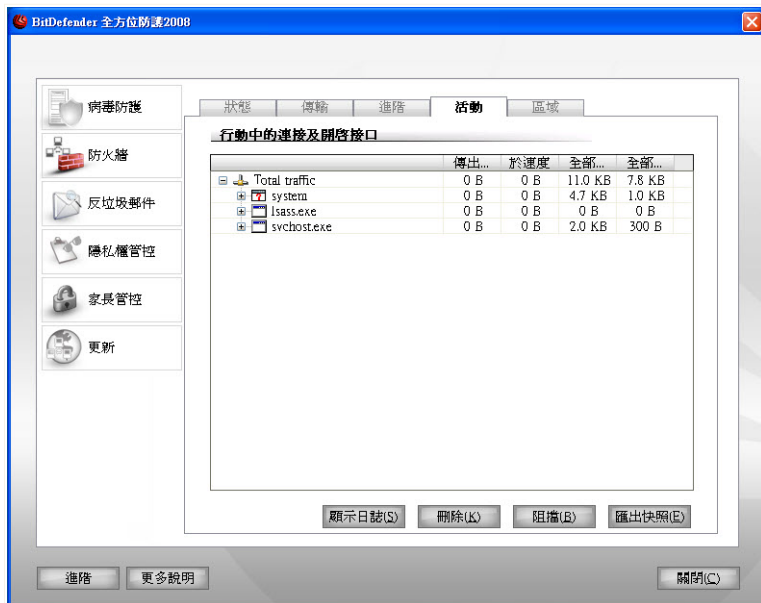 BitDefender 全方位防護2008
病毒防護
防火牆
反垃圾郵件
隱私權管控
家長管控
更新
狀態 傳輸 進階 活動 區域
行動中的連接及開啓接口
傳出... 於速度 全部... 全部...
Total traffic 0 B 0 B 11.0 KB 7.8 KB
system 0 B 0 B 4.7 KB 1.0 KB
lsass.exe 0 B 0 B 0 B 0 B
svchost.exe 0 B 0 B 2.0 KB 300 B
顯示日誌(S) 刪除(K) 阻擋(B) 匯出快照(E)
進階 更多說明 關閉(C)